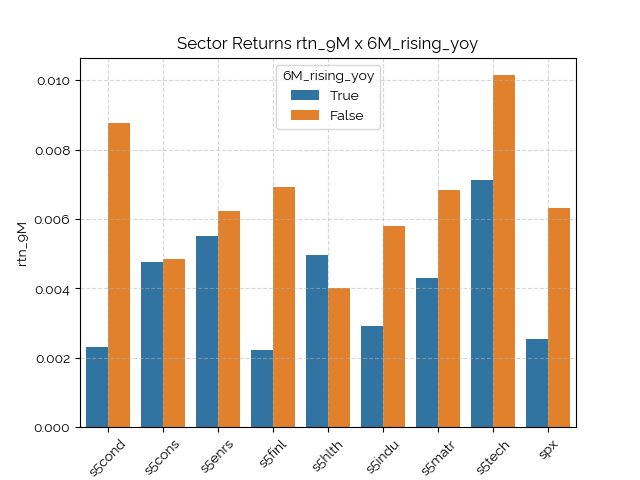 Sector Returns rtn_9M x 6M_rising_yoy
6M_rising_yoy
True
False
rtn_9M
0.010
0.008
0.006
0.004
0.002
0.000
s5cond
s5cons
s5enrs
s5finl
s5hlth
s5indu
s5matr
s5tech
spx